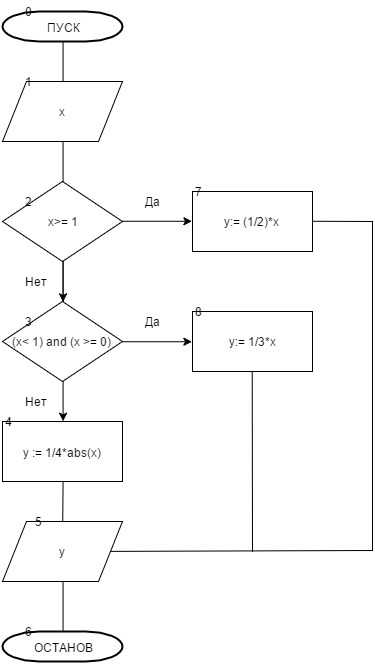 0
ПУСК
1
x
2
x>= 1
Да
7
y:= (1/2)*x
Нет
3
(x< 1) and (x >= 0)
Да
8
y:= 1/3*x
Нет
4
y := 1/4*abs(x)
5
y
6
ОСТАНОВ